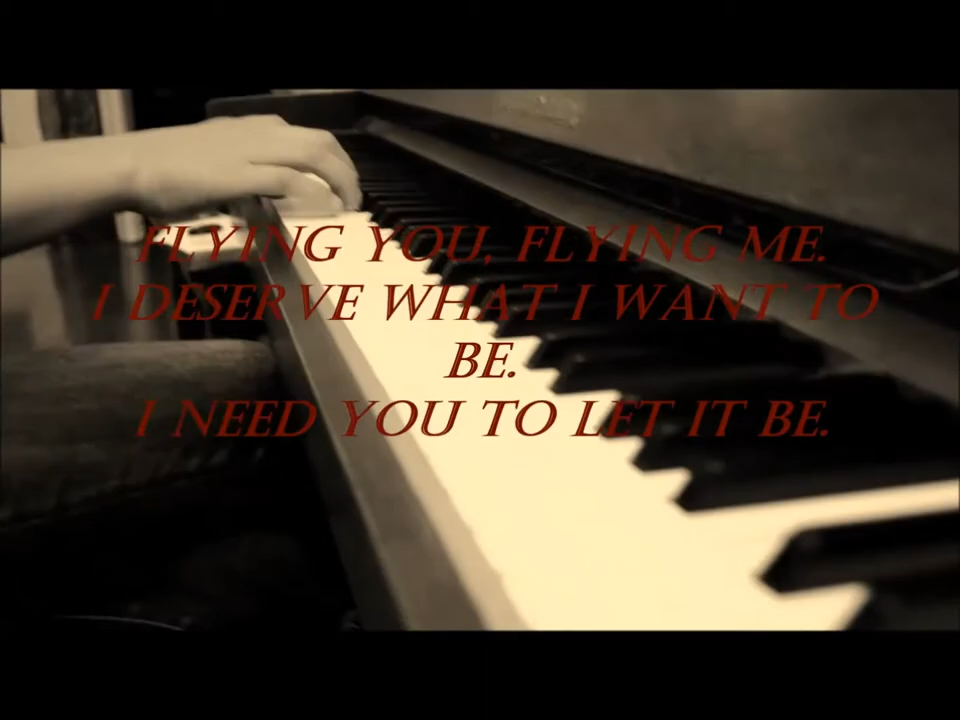 FLYING YOU, FLYING ME.
I DESERVE WHAT I WANT TO
BE.
I NEED YOU TO LET IT BE.